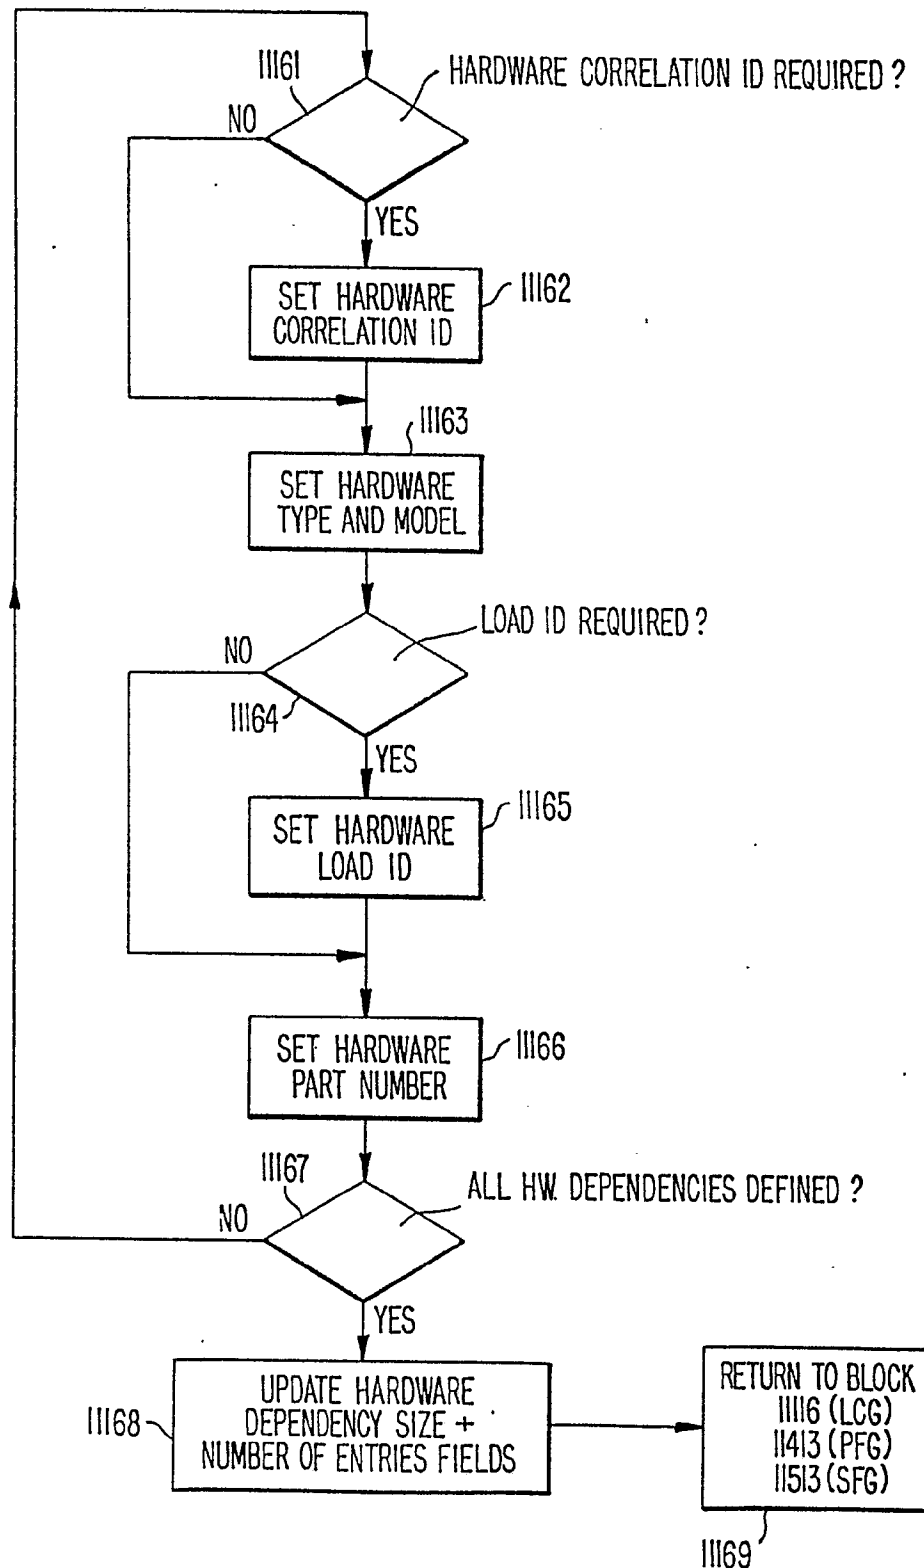 11161
HARDWARE CORRELATION ID REQUIRED ?
NO
YES
SET HARDWARE
CORRELATION ID
11162
11163
SET HARDWARE
TYPE AND MODEL
LOAD ID REQUIRED ?
NO
11164
YES
SET HARDWARE
LOAD ID
11165
SET HARDWARE
PART NUMBER
11166
11167
ALL HW. DEPENDENCIES DEFINED ?
NO
YES
11168
UPDATE HARDWARE
DEPENDENCY SIZE +
NUMBER OF ENTRIES FIELDS
RETURN TO BLOCK
11116 (LCG)
11413 (PFG)
11513 (SFG)
11169